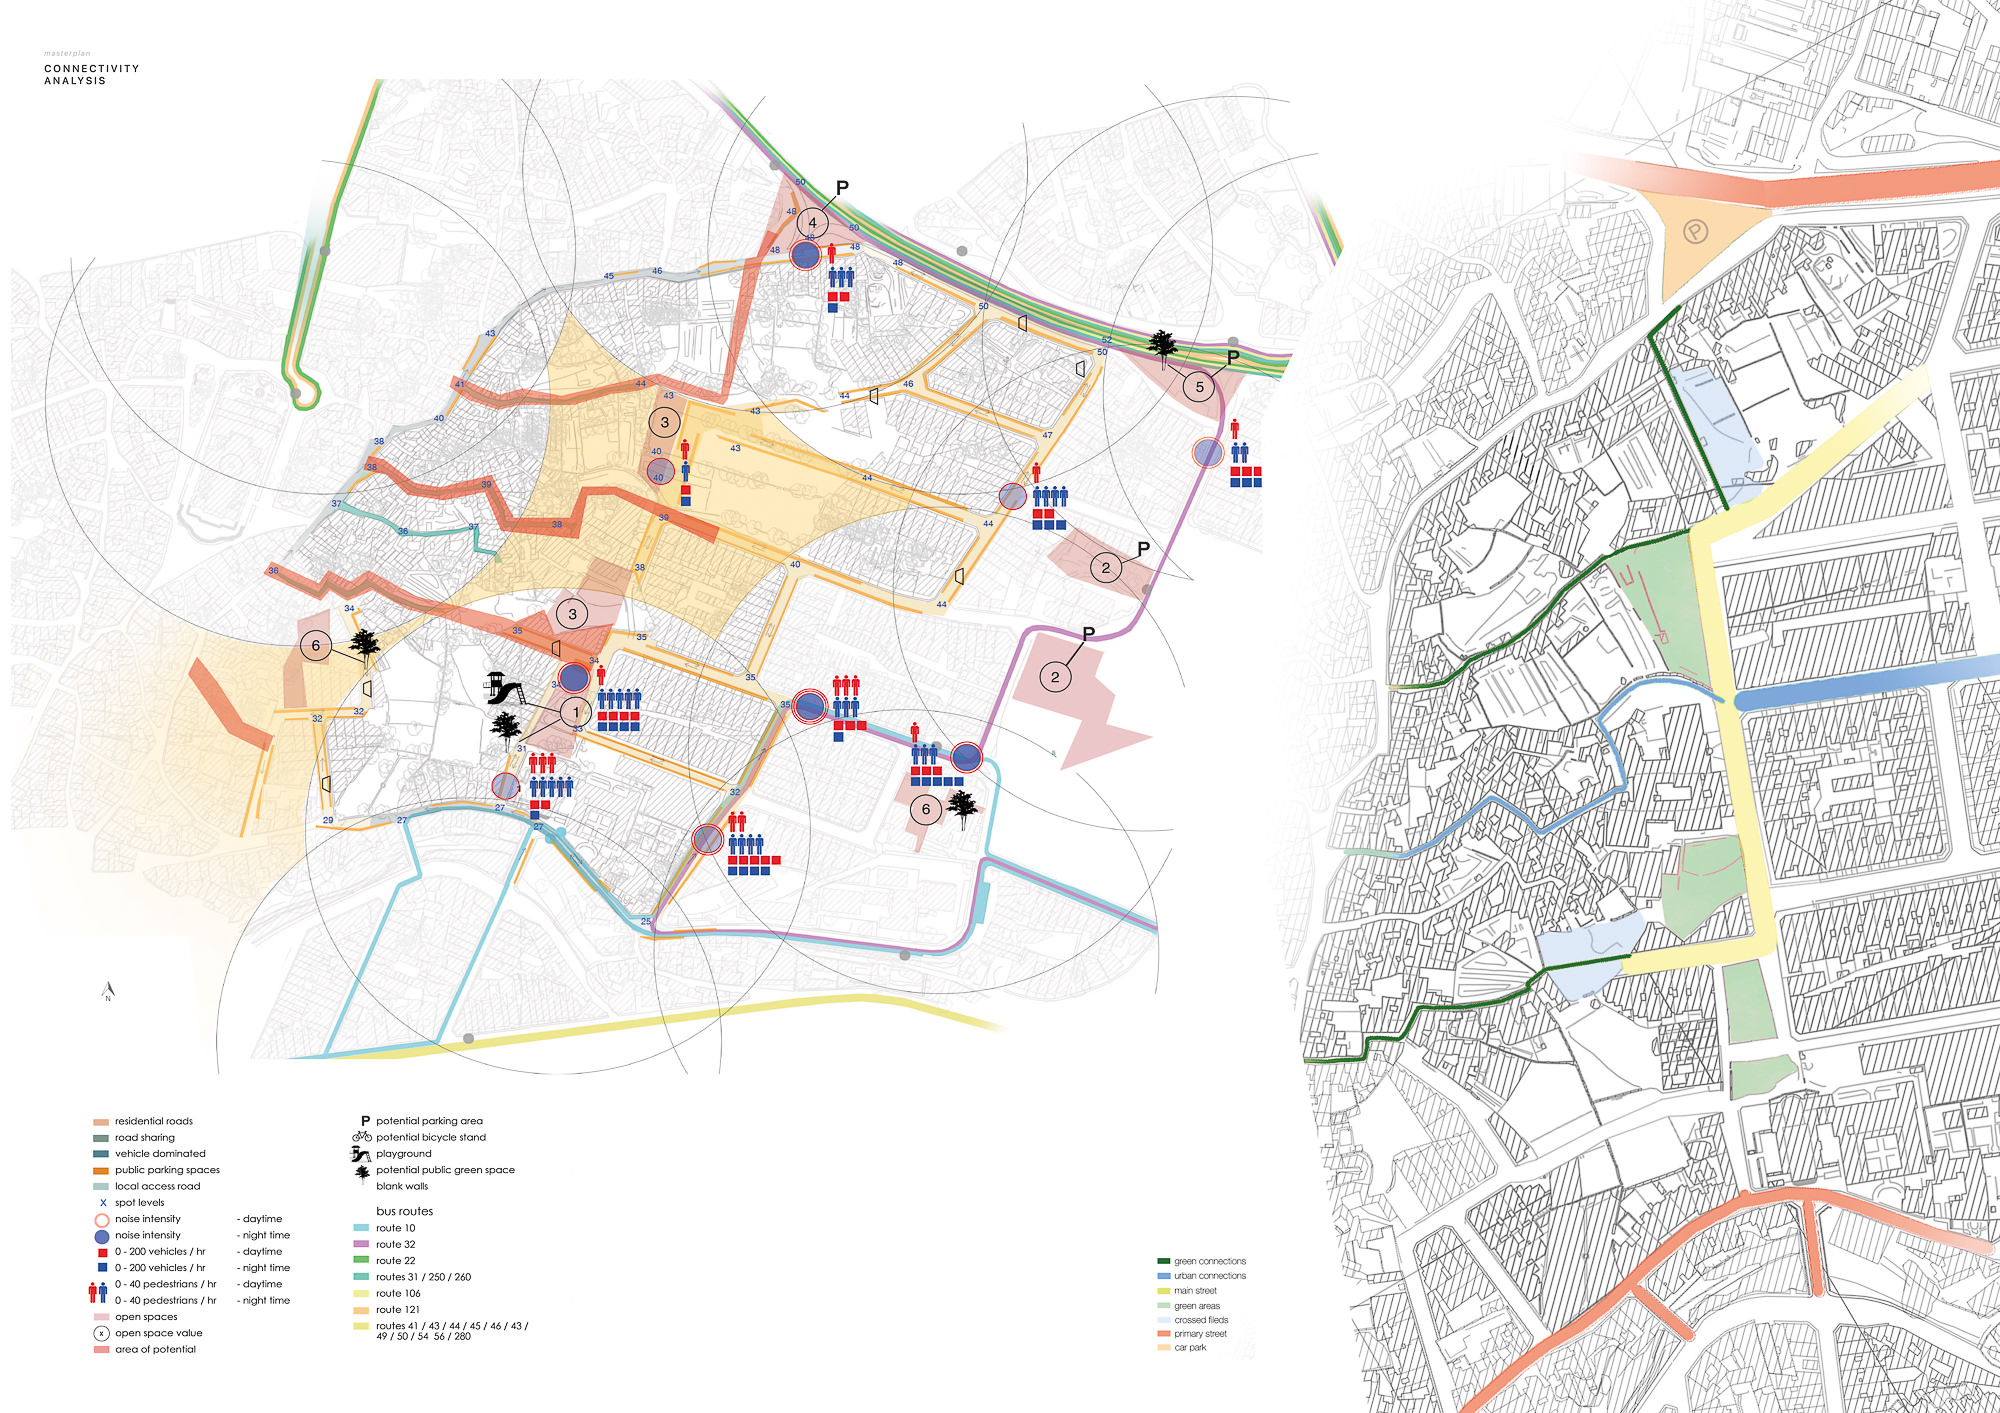 masterplan
CONNECTIVITY
ANALYSIS
50
P
48
4
50
48
48
48
48
45
46
50
43
52
50
P
5
41
44
43
46
44
43
3
40
38
40
43
47
38
40
44
39
37
39
38
36
37
44
P
2
36
38
40
44
34
3
35
35
6
34
P
2
35
34
1
35
32
32
33
31
32
6
29
27
27
27
25
N
P
residential roads
road sharing
vehicle dominated
public parking spaces
local access road
x spot levels
noise intensity - daytime
noise intensity - night time
0 - 200 vehicles / hr - daytime
0 - 200 vehicles / hr - night time
0 - 40 pedestrians / hr - daytime
0 - 40 pedestrians / hr - night time
open spaces
x open space value
area of potential
P potential parking area
potential bicycle stand
playground
potential public green space
blank walls
bus routes
route 10
route 32
route 22
routes 31 / 250 / 260
route 106
route 121
routes 41 / 43 / 44 / 45 / 46 / 43 /
49 / 50 / 54 56 / 280
green connections
urban connections
main street
green areas
crossed fileds
primary street
car park